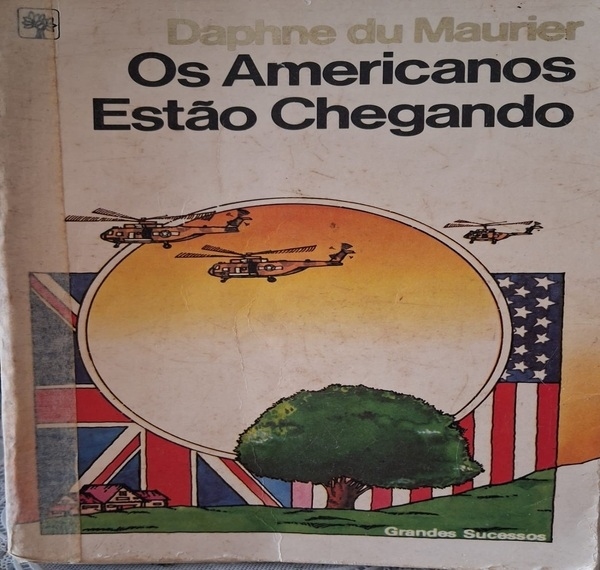 Daphne du Maurier
Os Americanos
Estão Chegando
Grandes Sucessos